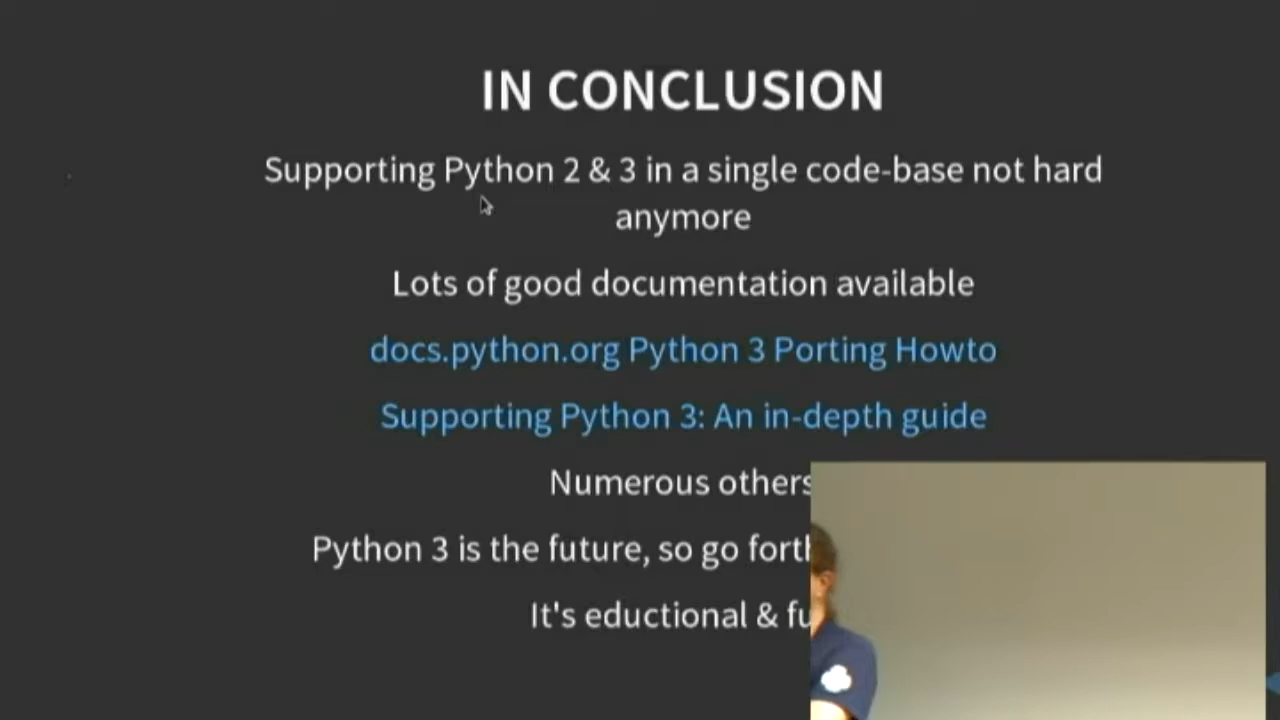 IN CONCLUSION
Supporting Python 2 & 3 in a single code-base not hard
anymore
Lots of good documentation available
docs.python.org Python 3 Porting Howto
Supporting Python 3: An in-depth guide
Numerous others
Python 3 is the future, so go forth
It's eductional &